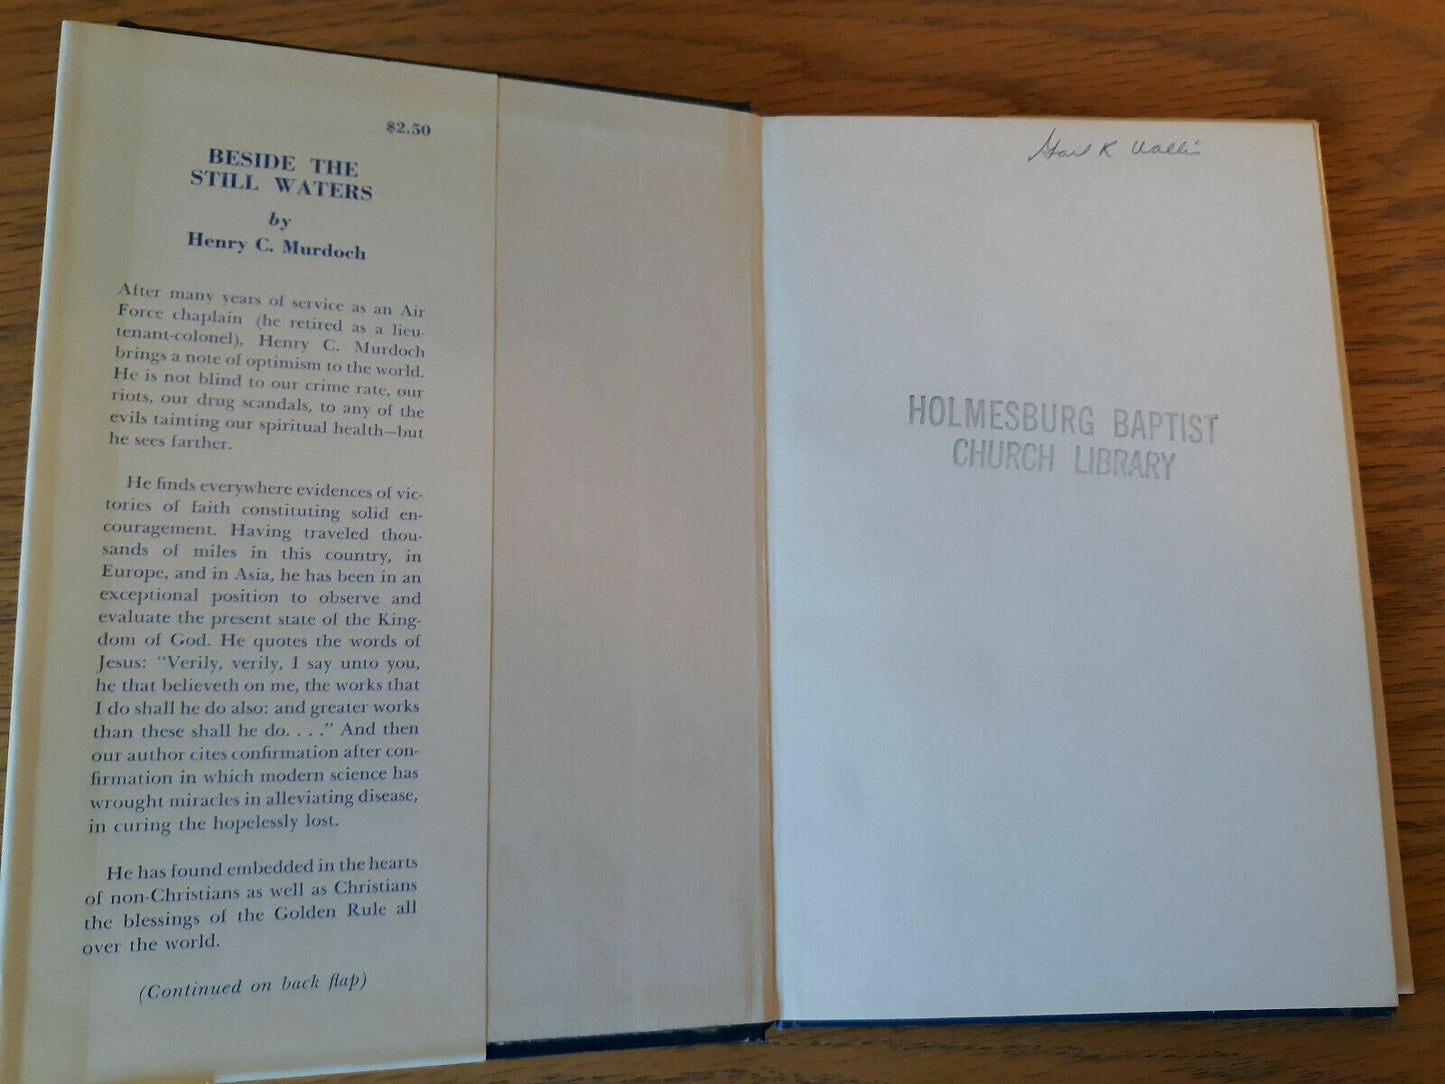 $2.50
BESIDE THE
STILL WATERS
by
Henry C. Murdoch
After many years of service as an Air
Force chaplain (he retired as a lieu-
tenant-colonel), Henry C. Murdoch
brings a note of optimism to the world.
He is not blind to our crime rate, our
riots, our drug scandals, to any of the
evils tainting our spiritual health—but
he sees farther.
He finds everywhere evidences of vic-
tories of faith constituting solid en-
couragement. Having traveled thou-
sands of miles in this country, in
Europe, and in Asia, he has been in an
exceptional position to observe and
evaluate the present state of the King-
dom of God. He quotes the words of
Jesus: "Verily, verily, I say unto you,
he that believeth on me, the works that
I do shall he do also: and greater works
than these shall he do. . . ." And then
our author cites confirmation after con-
firmation in which modern science has
wrought miracles in alleviating disease,
in curing the hopelessly lost.
He has found embedded in the hearts
of non-Christians as well as Christians
the blessings of the Golden Rule all
over the world.
(Continued on back flap)
K
HOLMESBURG BAPTIST
CHURCH LIBRARY